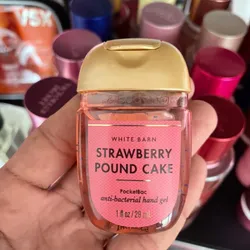 WHITE BARN
STRAWBERRY
POUND CAKE
PocketBac
anti-bacterial hand gel
1 fl oz / 29 mL